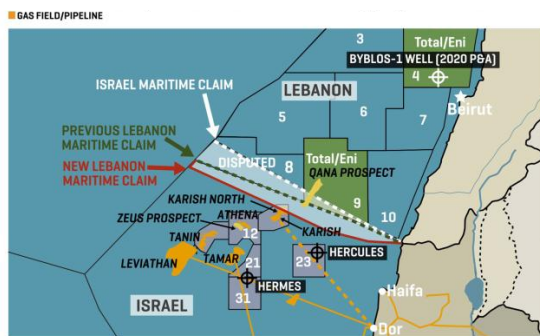 GAS FIELD/PIPELINE
3
Total/Eni
BYBLOS-1 WELL (2020 P&A)
4
ISRAEL MARITIME CLAIM
LEBANON
Beirut
5
6
7
PREVIOUS LEBANON
MARITIME CLAIM
DISPUTED
8
Total/Eni
NEW LEBANON
MARITIME CLAIM
QANA PROSPECT
KARISH NORTH
9
10
ZEUS PROSPECT
ATHENA
12
KARISH
TANIN
HERCULES
LEVIATHAN
TAMAR
21
23
HERMES
31
ISRAEL
Haifa
Dor